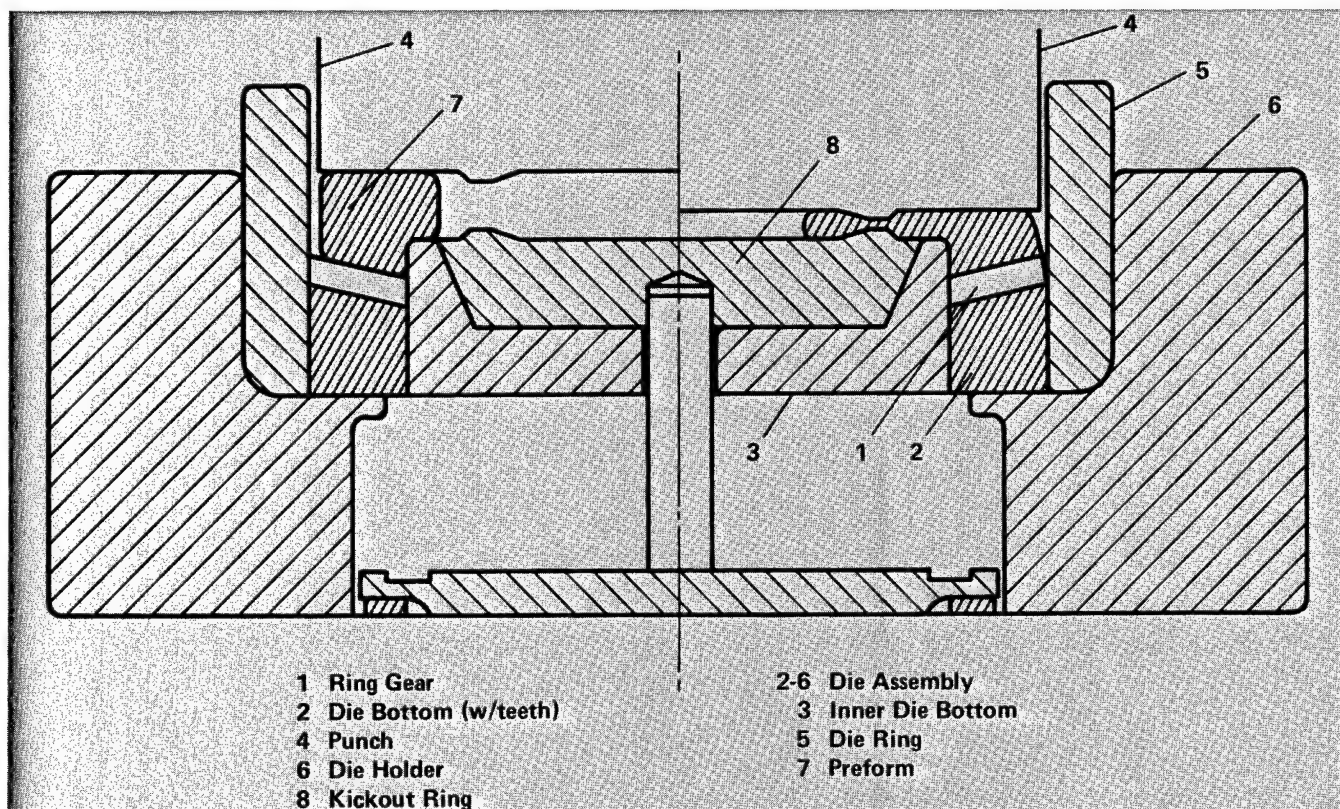 4
4
5
7
6
8
3 1 2
1 Ring Gear
2 Die Bottom (w/teeth)
4 Punch
6 Die Holder
8 Kickout Ring
2-6 Die Assembly
3 Inner Die Bottom
5 Die Ring
7 Preform